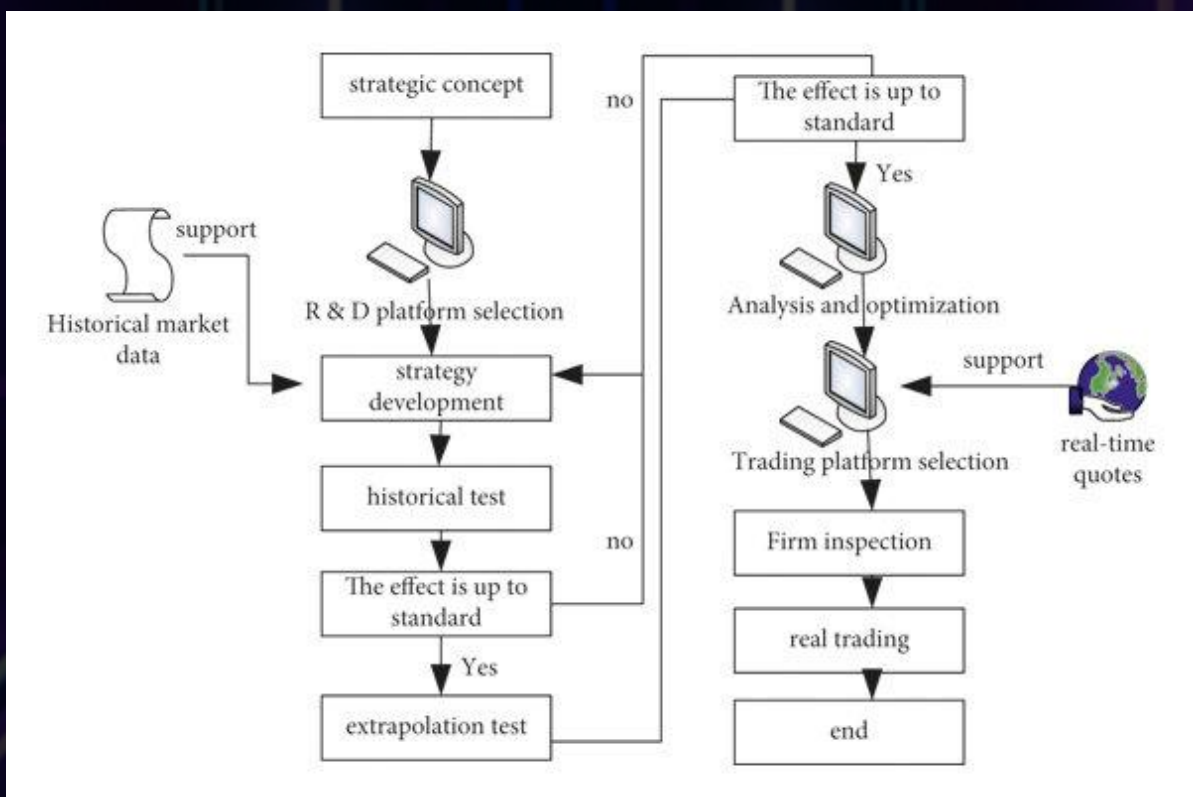 strategic concept
support
Historical market
data
R & D platform selection
strategy
development
historical test
no
The effect is up to
standard
Yes
extrapolation test
no
The effect is up to
standard
Yes
Analysis and optimization
support
real-time
quotes
Trading platform selection
Firm inspection
real trading
end